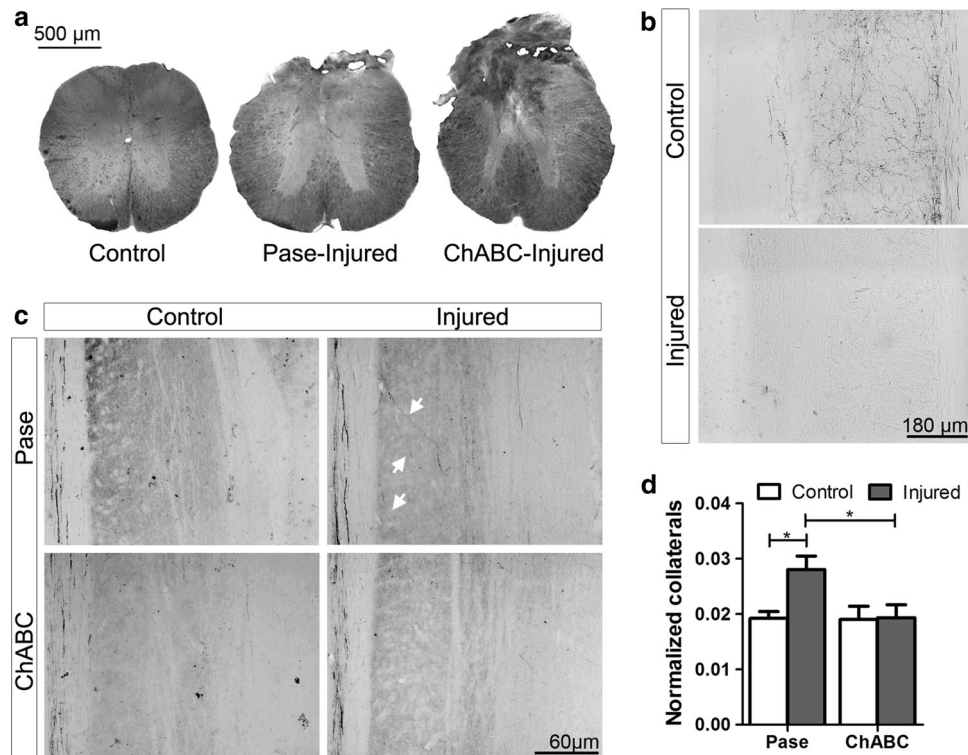 a
500 µm
Control
Pase-Injured
ChABC-Injured
b
Control
Injured
180 µm
c
Control
Injured
Pase
ChABC
60µm
d
Control
Injured
*
*
Normalized collaterals
0.04
0.03
0.02
0.01
0.00
Pase
ChABC